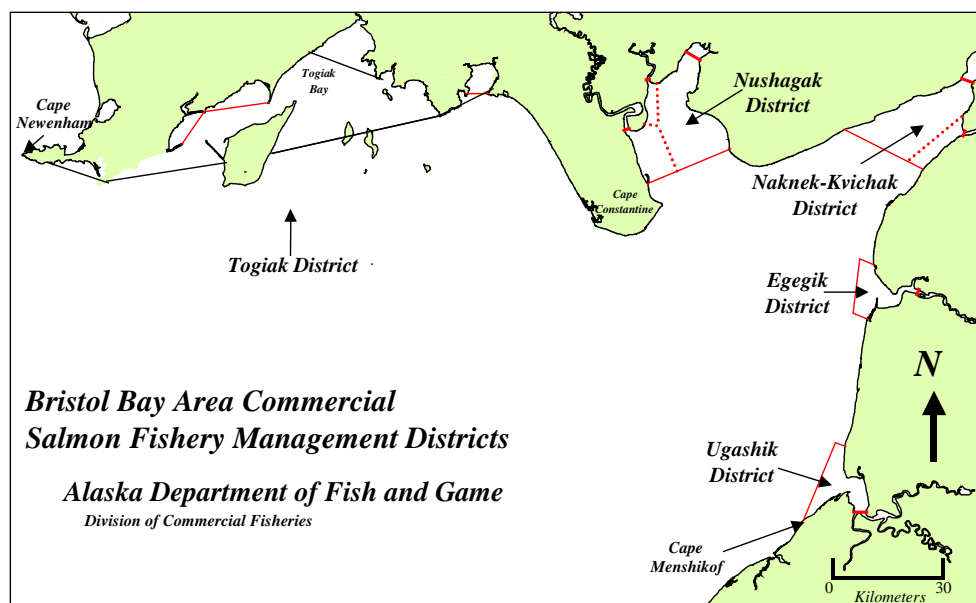 Togiak
Bay
Cape
Newenham
Nushagak
District
Naknek-Kvichak
District
Cape
Constantine
Togiak District
Egegik
District
Bristol Bay Area Commercial
Salmon Fishery Management Districts
N
Ugashik
District
Alaska Department of Fish and Game
Division of Commercial Fisheries
Cape
Menshikof
0
30
Kilometers